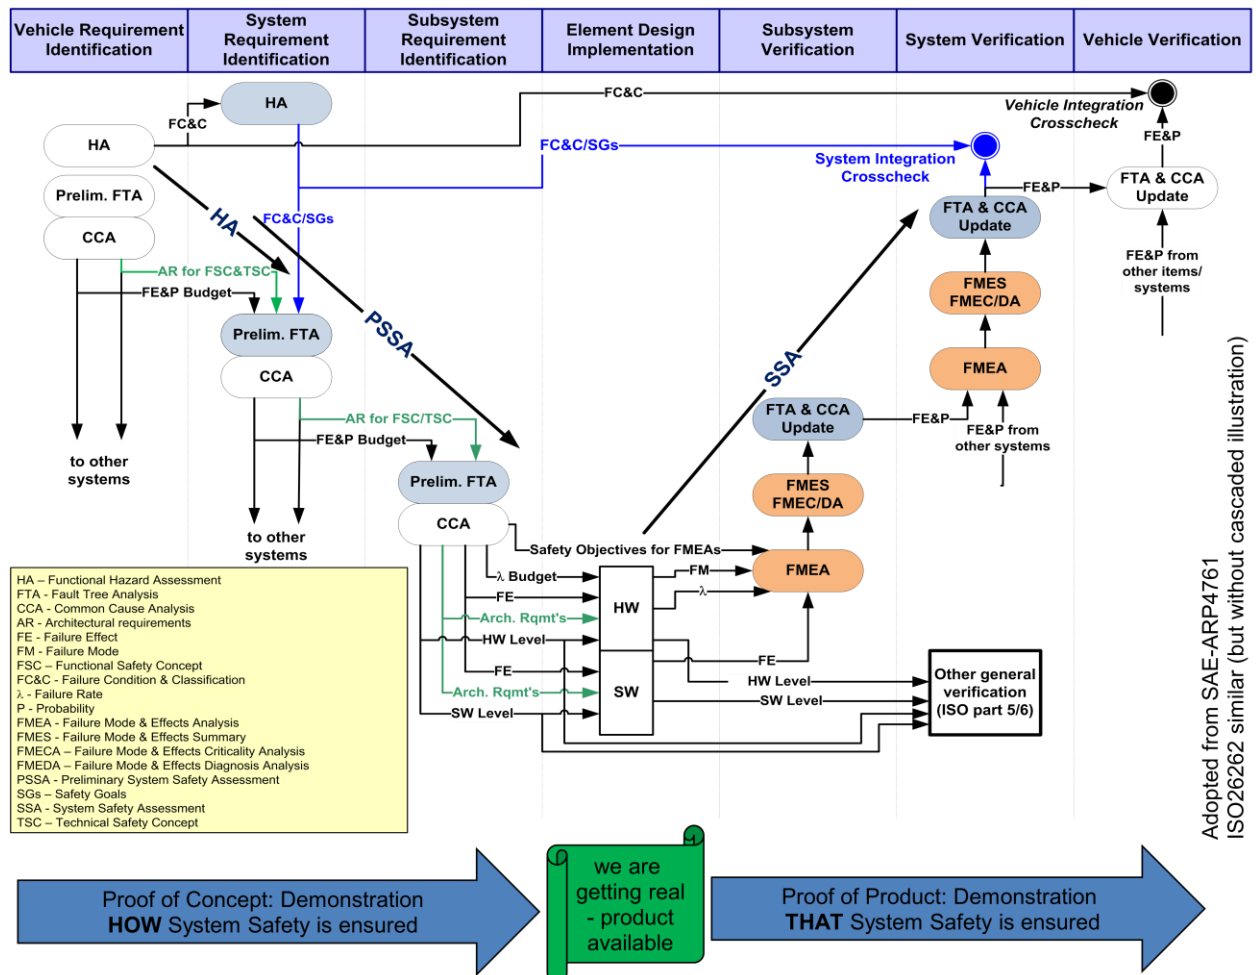 Vehicle Requirement
Identification
System
Requirement
Identification
Subsystem
Requirement
Identification
Element Design
Implementation
Subsystem
Verification
System Verification
Vehicle Verification
HA
FC&C
FC&C
Vehicle Integration
Crosscheck
HA
FC&C/SGs
System Integration
Crosscheck
FE&P
Prelim. FTA
CCA
HA
FC&C/SGs
FE&P
FTA & CCA
Update
FTA & CCA
Update
AR for FSC&TSC
FE&P Budget
FE&P from
other items/
systems
FMES
FMEC/DA
Prelim. FTA
CCA
PSSA
SSA
FMEA
AR for FSC/TSC
FE&P Budget
FTA & CCA
Update
FE&P
FE&P from
other systems
to other
systems
Prelim. FTA
CCA
FMES
FMEC/DA
to other
systems
Safety Objectives for FMEAs
λ Budget
FE
Arch. Rqmt's
HW Level
FE
Arch. Rqmt's
SW Level
HW
SW
FM
λ
FMEA
FE
HW Level
SW Level
Other general
verification
(ISO part 5/6)
HA – Functional Hazard Assessment
FTA - Fault Tree Analysis
CCA - Common Cause Analysis
AR - Architectural requirements
FE - Failure Effect
FM - Failure Mode
FSC – Functional Safety Concept
FC&C - Failure Condition & Classification
λ - Failure Rate
P - Probability
FMEA - Failure Mode & Effects Analysis
FMES - Failure Mode & Effects Summary
FMECA – Failure Mode & Effects Criticality Analysis
FMEDA – Failure Mode & Effects Diagnosis Analysis
PSSA - Preliminary System Safety Assessment
SGs – Safety Goals
SSA - System Safety Assessment
TSC – Technical Safety Concept
Adopted from SAE-ARP4761
ISO26262 similar (but without cascaded illustration)
Proof of Concept: Demonstration
HOW System Safety is ensured
we are
getting real
- product
available
Proof of Product: Demonstration
THAT System Safety is ensured